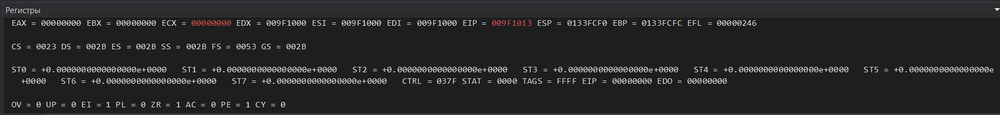 Регистры
EAX = 00000000 EBX = 00000000 ECX = 00000000 EDX = 009F1000 ESI = 009F1000 EDI = 009F1000 EIP = 009F1013 ESP = 0133FCF0 EBP = 0133FCFC EFL = 00000246
CS = 0023 DS = 002B ES = 002B SS = 002B FS = 0053 GS = 002B
ST0 = +0.0000000000000000e+0000 ST1 = +0.0000000000000000e+0000 ST2 = +0.0000000000000000e+0000 ST3 = +0.0000000000000000e+0000 ST4 = +0.0000000000000000e+0000 ST5 = +0.0000000000000000e
+0000 ST6 = +0.0000000000000000e+0000 ST7 = +0.0000000000000000e+0000 CTRL = 037F STAT = 0000 TAGS = FFFF EIP = 00000000 EDO = 00000000
OV = 0 UP = 0 EI = 1 PL = 0 ZR = 1 AC = 0 PE = 1 CY = 0